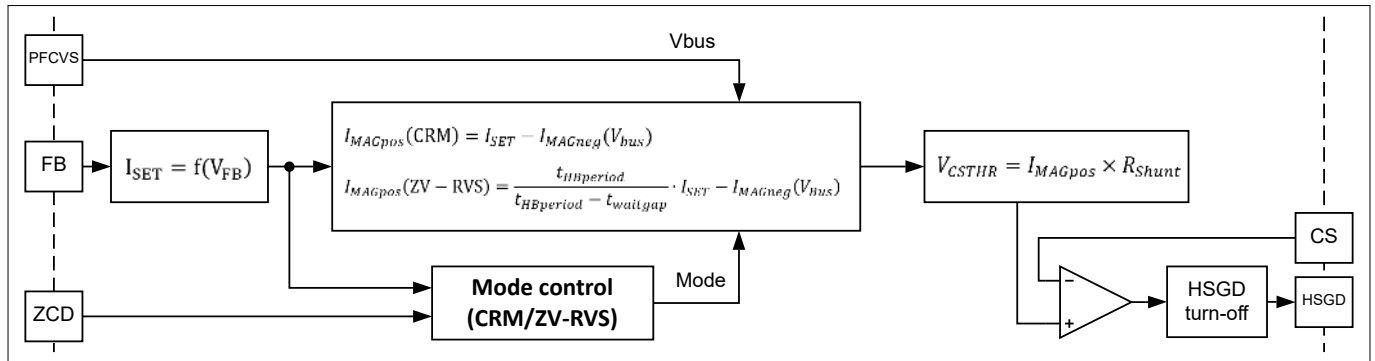 PFCVS
Vbus
FB
I_SET = f(V_FB)
I_MAGpos(CRM) = I_SET − I_MAGneg(V_bus)
I_MAGpos(ZV − RVS) = t_HBperiod / (t_HBperiod − t_waitgap) · I_SET − I_MAGneg(V_Bus)
V_CSTHR = I_MAGpos × R_Shunt
CS
Mode
Mode control
(CRM/ZV-RVS)
ZCD
−
+
HSGD
turn-off
HSGD